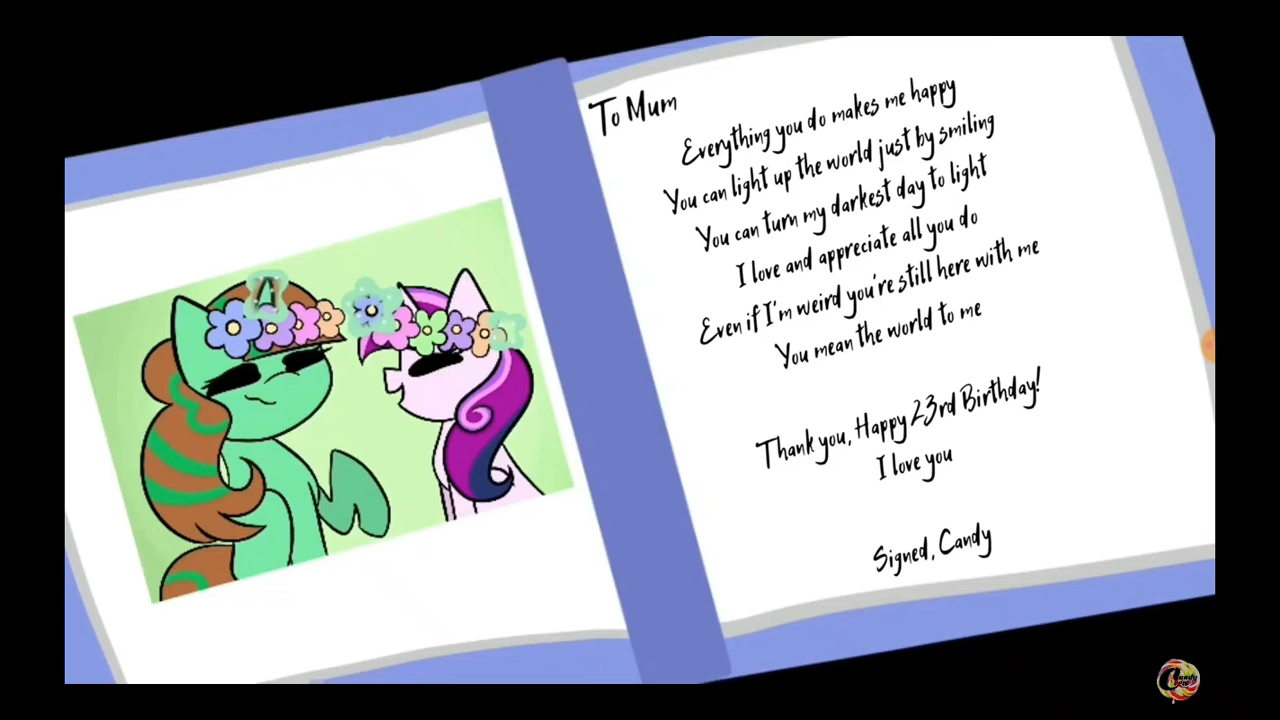 To Mum
Everything you do makes me happy
You can light up the world just by smiling
You can turn my darkest day to light
I love and appreciate all you do
Even if I'm weird you're still here with me
You mean the world to me
Thank you, Happy 23rd Birthday!
I love you
Signed, Candy
Candy